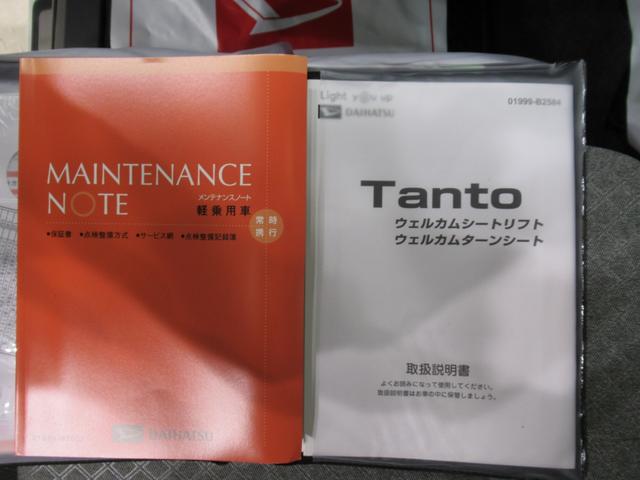 MAINTENANCE
NOTE
メンテナンスノート
軽乗用車
常時
携行
●保証書 ●点検整備方式 ●サービス網 ●点検整備記録簿
DAIHATSU
Light you up
DAIHATSU
01999-B2584
Tanto
ウェルカムシートリフト
ウェルカムターンシート
取扱説明書
よくお読みになって使用してください。
取扱説明書はお車の中に保管しましょう。